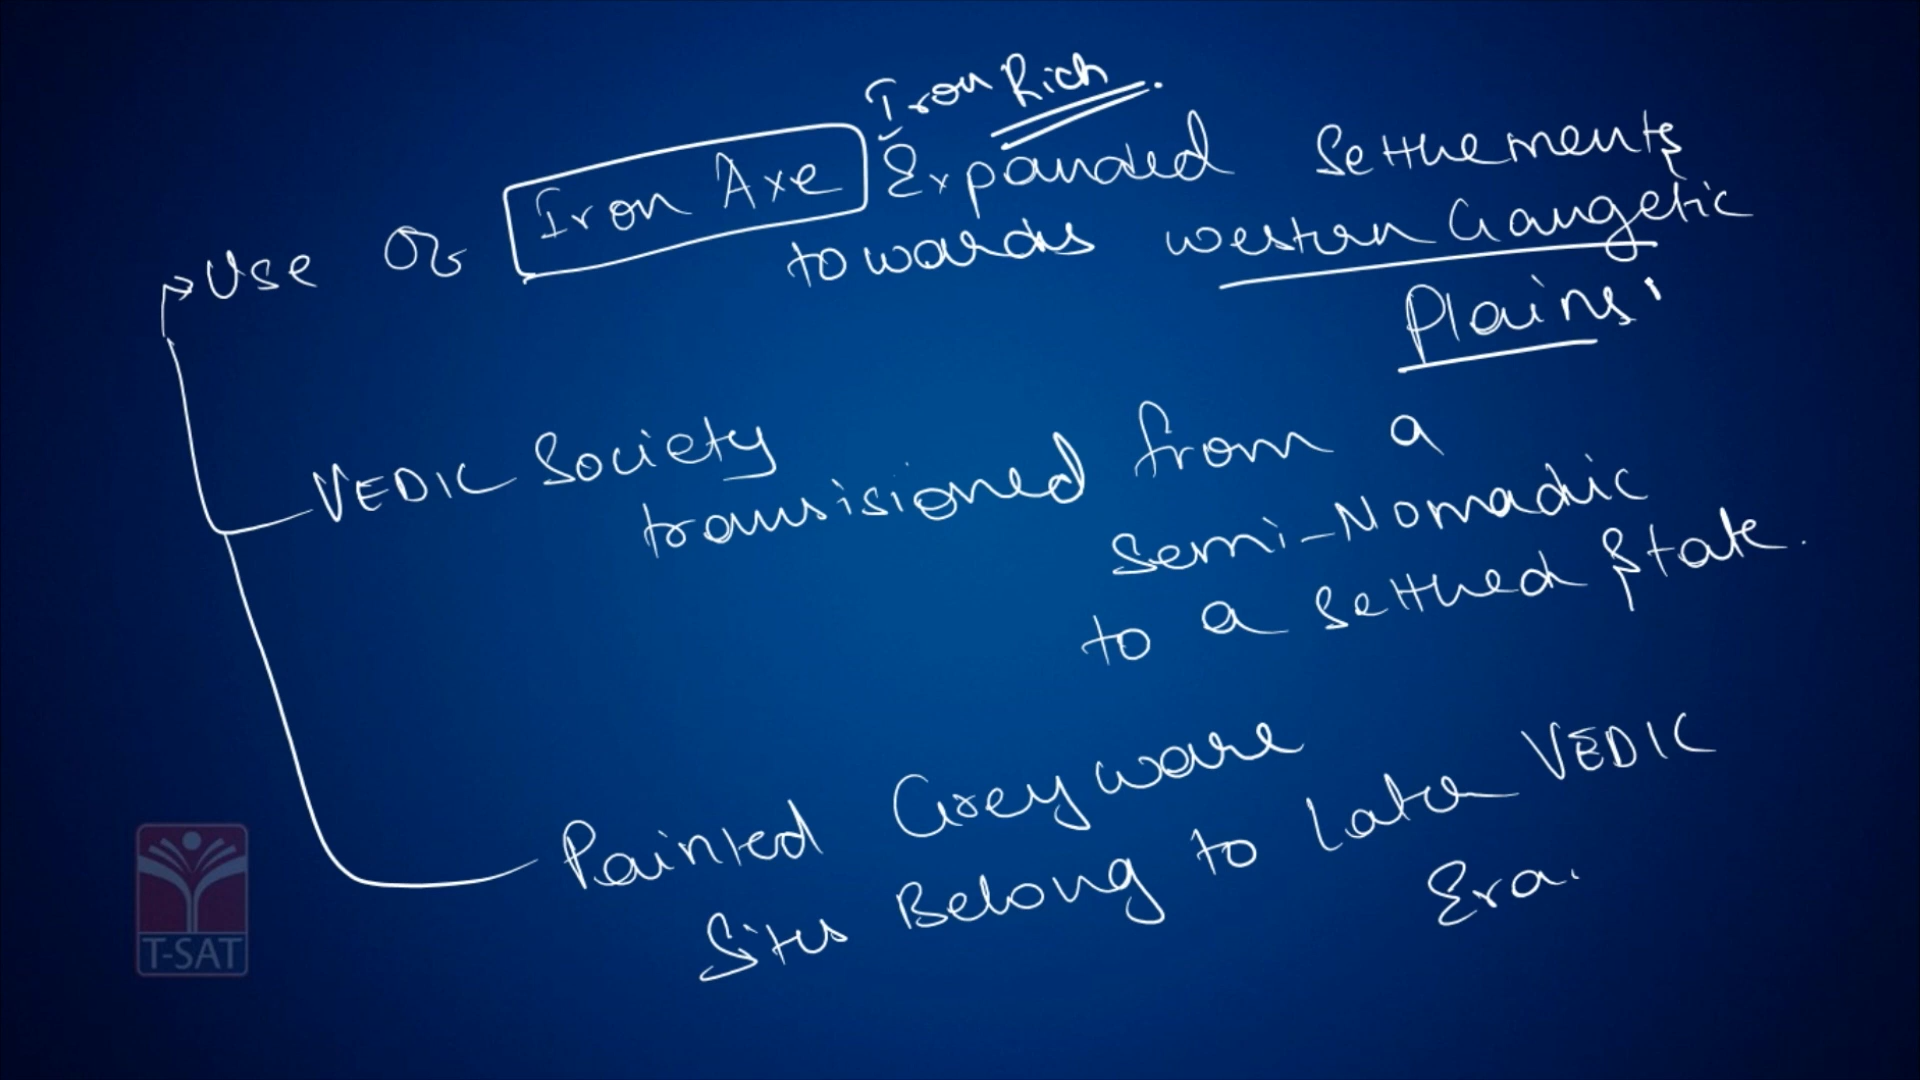 Iron Rich.
Use Of Iron Axe Expanded Settlements
towards western Gangetic
Plains.
VEDIC Society
transisioned from a
Semi-Nomadic
to a Settled State.
Painted Greyware
Sites Belong to Later VEDIC
Era.
T-SAT